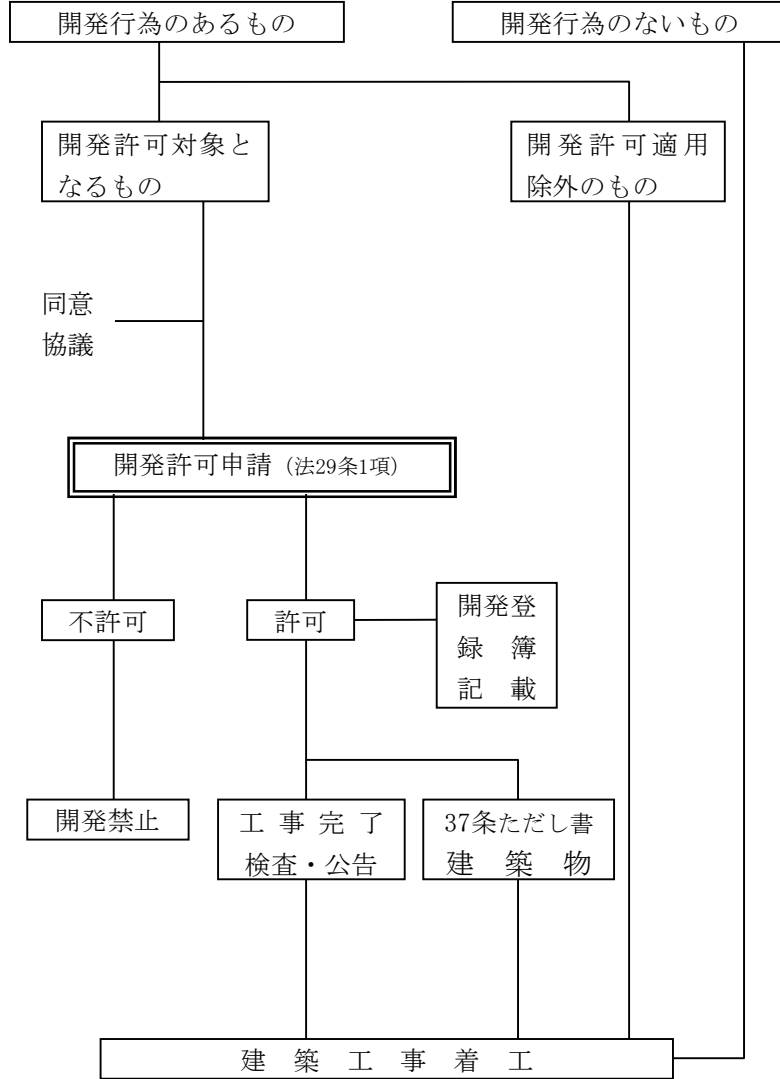 開発行為のあるもの
開発行為のないもの
開発許可対象と
なるもの
開発許可適用
除外のもの
同意
協議
開発許可申請（法29条1項）
不許可
許可
開発登
録簿
記載
開発禁止
工事完了
検査・公告
37条ただし書
建築物
建築工事着工